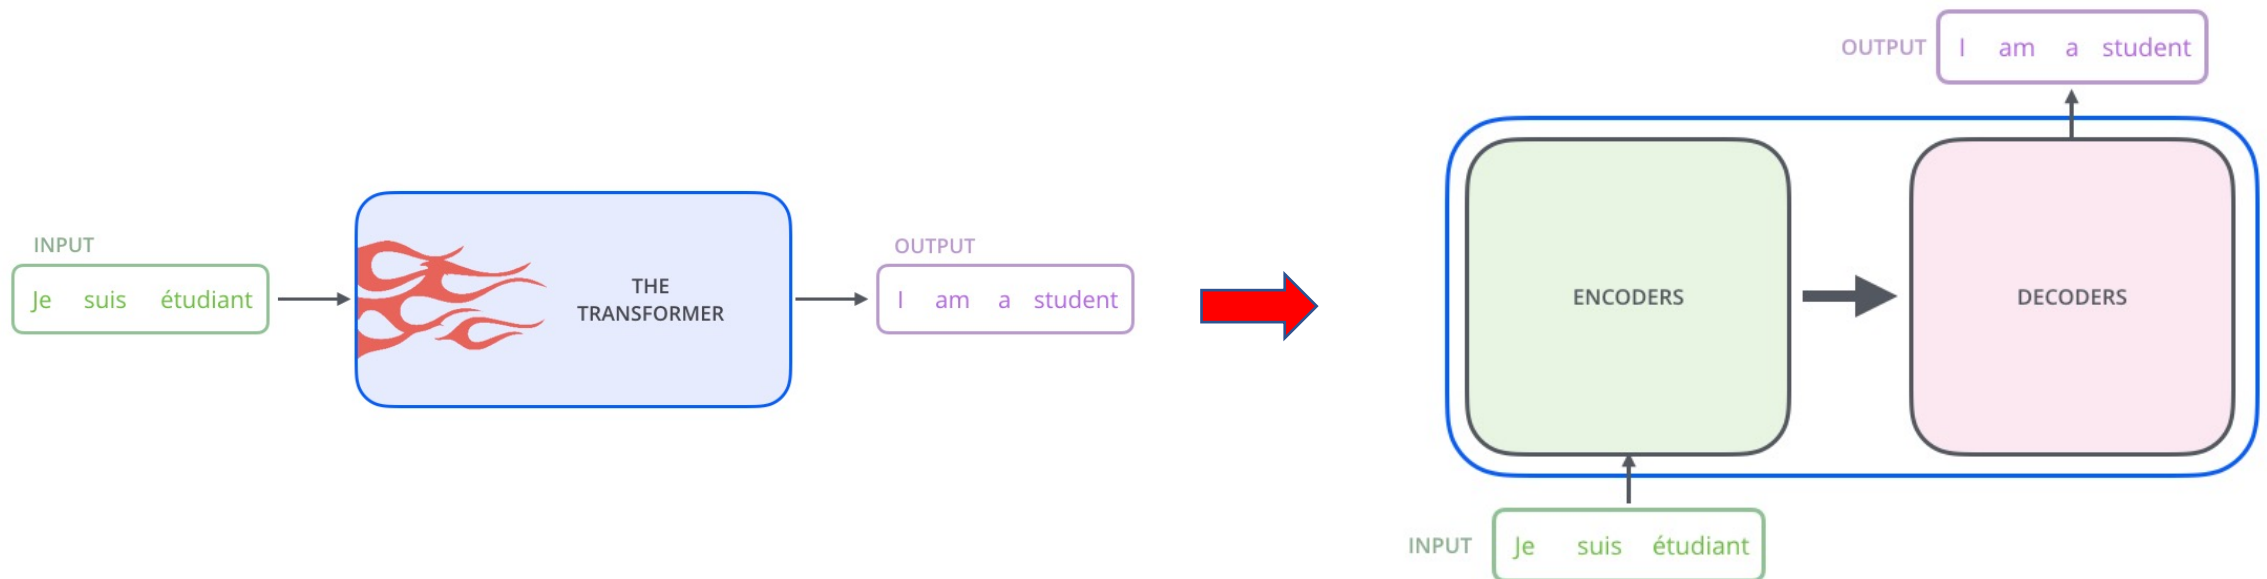 INPUT
Je suis étudiant
THE
TRANSFORMER
OUTPUT
I am a student
OUTPUT
I am a student
ENCODERS
DECODERS
INPUT
Je suis étudiant